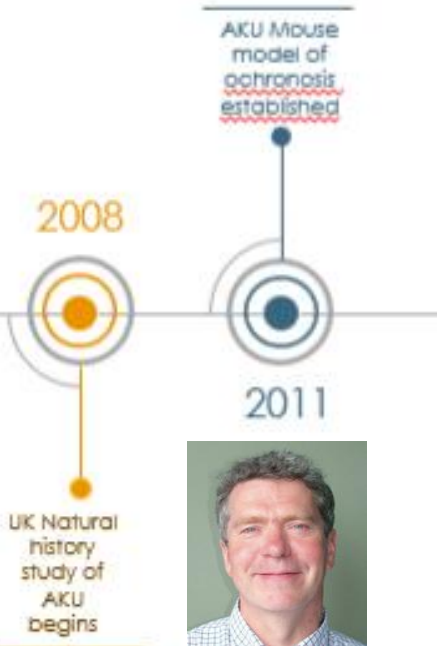 AKU Mouse
model of
ochronosis
established
2008
2011
UK Natural
history
study of
AKU
begins